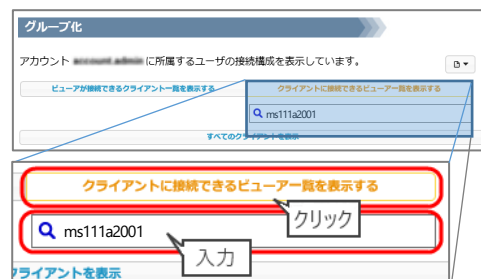 グループ化
アカウント に所属するユーザの接続構成を表示しています。
ビューアが接続できるクライアント一覧を表示する
クライアントに接続できるビューアー覧を表示する
ms111a2001
すべてのクライアントを表示
クライアントに接続できるビューアー覧を表示する
クリック
ms111a2001
入力
ライアントを表示